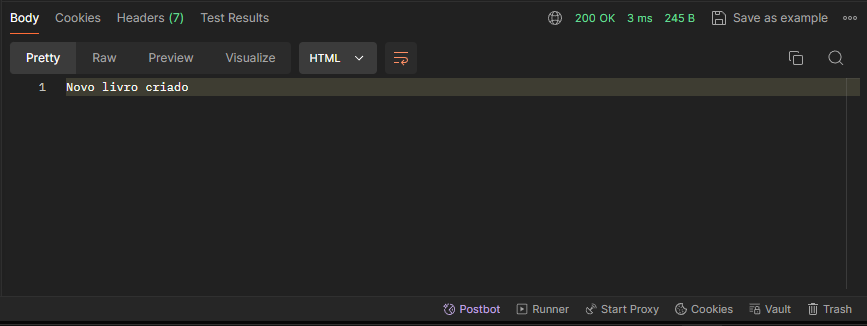 Body Cookies Headers (7) Test Results 200 OK 3 ms 245 B Save as example
Pretty Raw Preview Visualize HTML
1 Novo livro criado
Postbot Runner Start Proxy Cookies Vault Trash